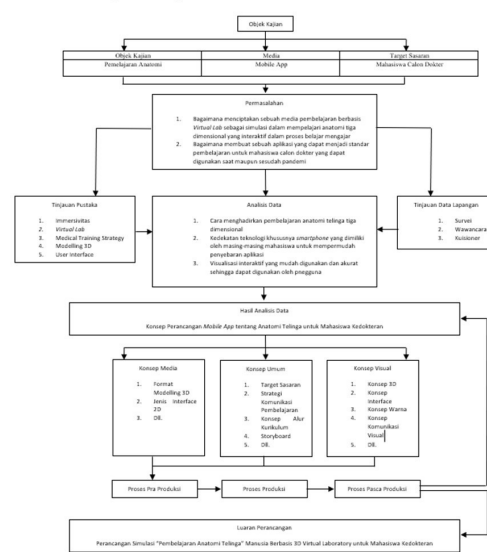 Objek Kajian
Objek Kajian Media Target Sasaran
Pemelajaran Anatomi Mobile App Mahasiswa Calon Dokter
Permasalahan
1. Bagaimana menciptakan sebuah media pembelajaran berbasis
Virtual Lab sebagai simulasi dalam mempelajari anatomi tiga
dimensional yang interaktif dalam proses belajar mengajar
2. Bagaimana membuat sebuah aplikasi yang dapat menjadi standar
pembelajaran untuk mahasiswa calon dokter yang dapat
digunakan saat maupun sesudah pandemi
Tinjauan Pustaka
1. Immersivitas
2. Virtual Lab
3. Medical Training Strategy
4. Modelling 3D
5. User Interface
Analisis Data
1. Cara menghadirkan pembelajaran anatomi telinga tiga
dimensional
2. Kedekatan teknologi khususnya smartphone yang dimiliki
oleh masing-masing mahasiswa untuk mempermudah
penyebaran aplikasi
3. Visualisasi interaktif yang mudah digunakan dan akurat
sehingga dapat digunakan oleh pnegguna
Tinjauan Data Lapangan
1. Survei
2. Wawancara
3. Kuisioner
Hasil Analisis Data
Konsep Perancangan Mobile App tentang Anatomi Telinga untuk Mahasiswa Kedokteran
Konsep Media
1. Format
Modelling 3D
2. Jenis Interface
2D
3. Dll.
Konsep Umum
1. Target Sasaran
2. Strategi
Komunikasi
Pembelajaran
3. Konsep Alur
Kurikulum
4. Storyboard
5. Dll.
Konsep Visual
1. Konsep 3D
2. Konsep
Interface
3. Konsep Warna
4. Konsep
Komunikasi
Visual
5. Dll.
Proses Pra Produksi
Proses Produksi
Proses Pasca Produksi
Luaran Perancangan
Perancangan Simulasi "Pembelajaran Anatomi Telinga" Manusia Berbasis 3D Virtual Laboratory untuk Mahasiswa Kedokteran